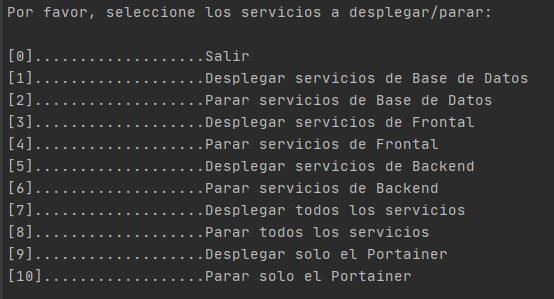 Por favor, seleccione los servicios a desplegar/parar:
[0]....................Salir
[1]....................Desplegar servicios de Base de Datos
[2]....................Parar servicios de Base de Datos
[3]....................Desplegar servicios de Frontal
[4]....................Parar servicios de Frontal
[5]....................Desplegar servicios de Backend
[6]....................Parar servicios de Backend
[7]....................Desplegar todos los servicios
[8]....................Parar todos los servicios
[9]....................Desplegar solo el Portainer
[10]...................Parar solo el Portainer